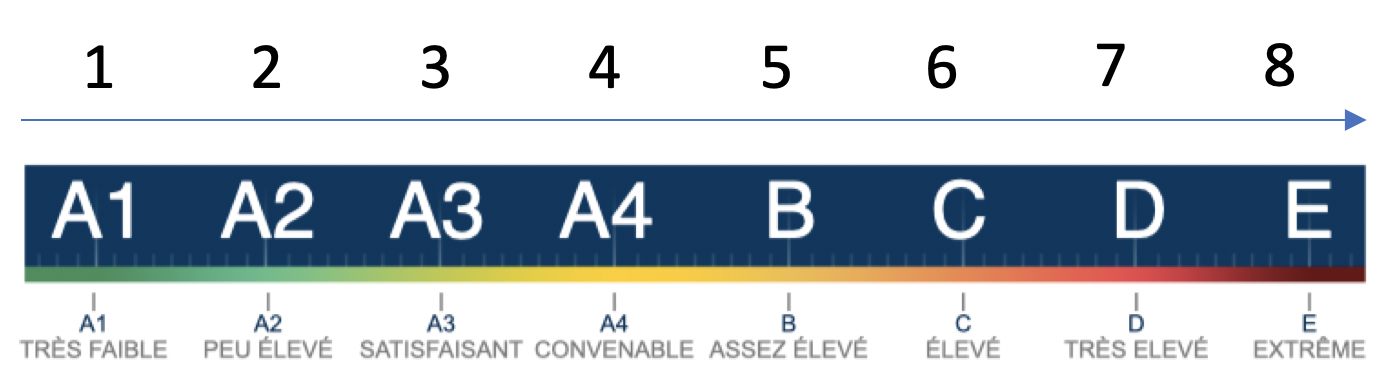 1 2 3 4 5 6 7 8
A1 A2 A3 A4 B C D E
A1 A2 A3 A4 B C D E
TRÈS FAIBLE PEU ÉLEVÉ SATISFAISANT CONVENABLE ASSEZ ÉLEVÉ ÉLEVÉ TRÈS ELEVÉ EXTRÊME